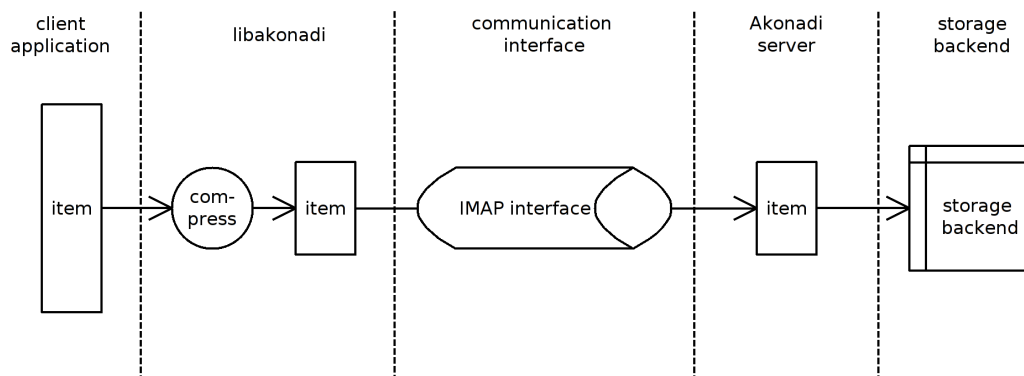 client
application
libakonadi
communication
interface
Akonadi
server
storage
backend
item
com-
press
item
IMAP interface
item
storage
backend